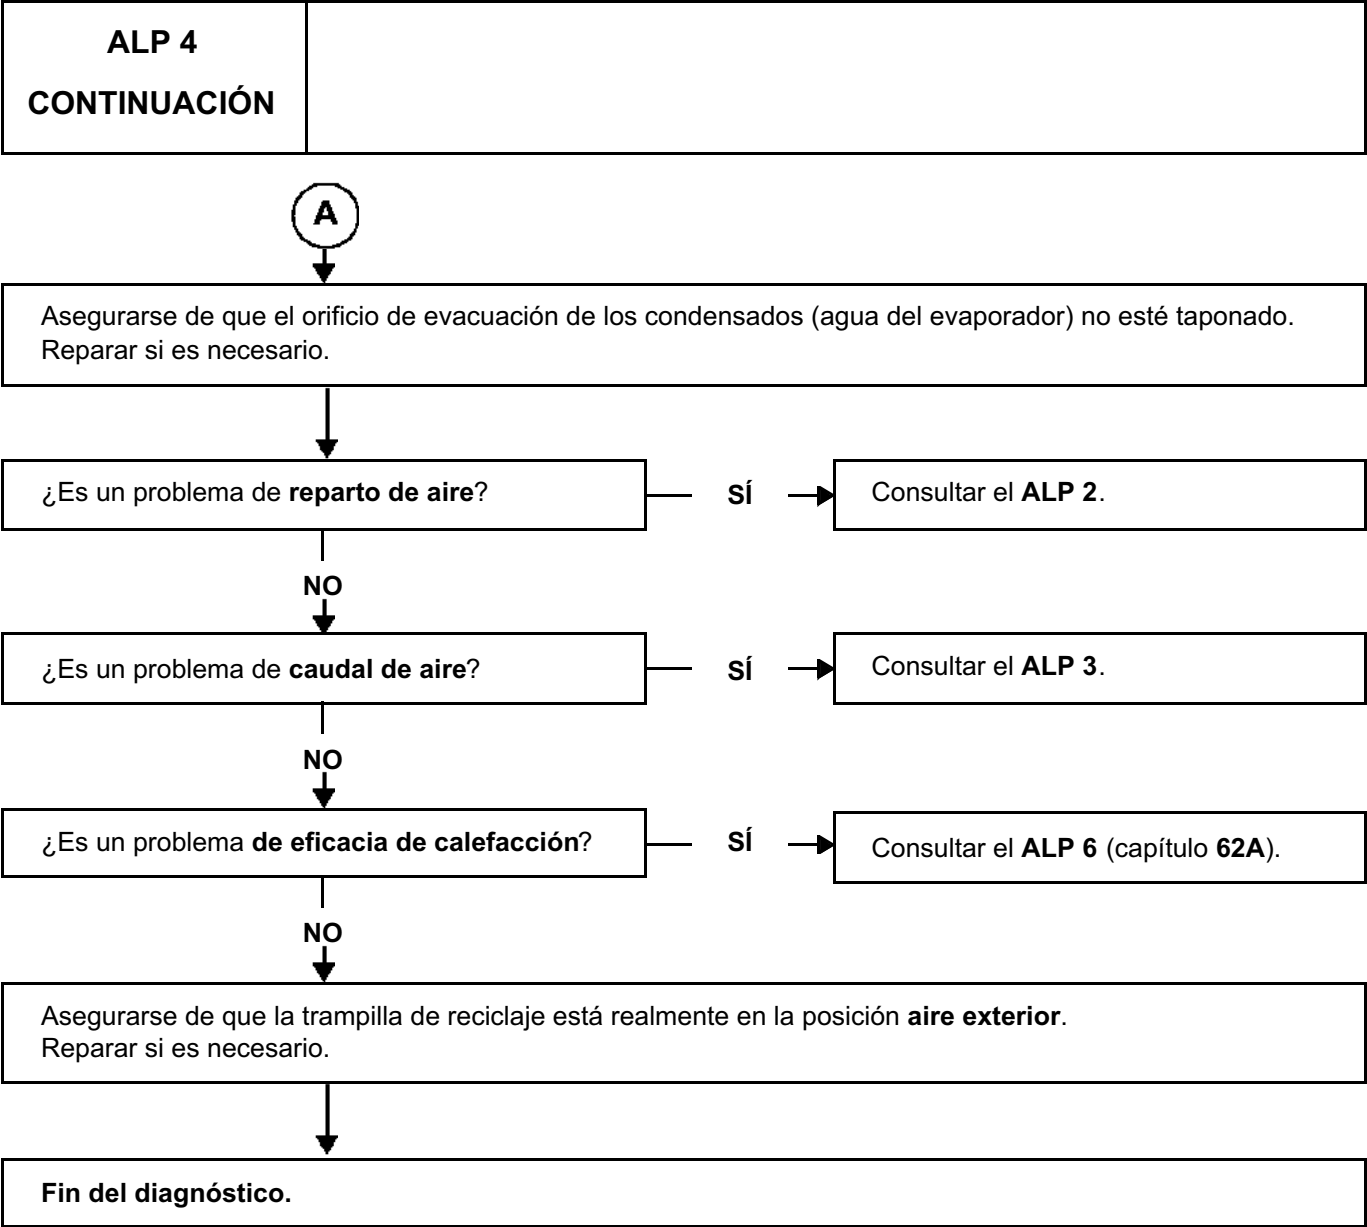 ALP 4
CONTINUACIÓN
A
Asegurarse de que el orificio de evacuación de los condensados (agua del evaporador) no esté taponado.
Reparar si es necesario.
¿Es un problema de reparto de aire?
SÍ
Consultar el ALP 2.
NO
¿Es un problema de caudal de aire?
SÍ
Consultar el ALP 3.
NO
¿Es un problema de eficacia de calefacción?
SÍ
Consultar el ALP 6 (capítulo 62A).
NO
Asegurarse de que la trampilla de reciclaje está realmente en la posición aire exterior.
Reparar si es necesario.
Fin del diagnóstico.